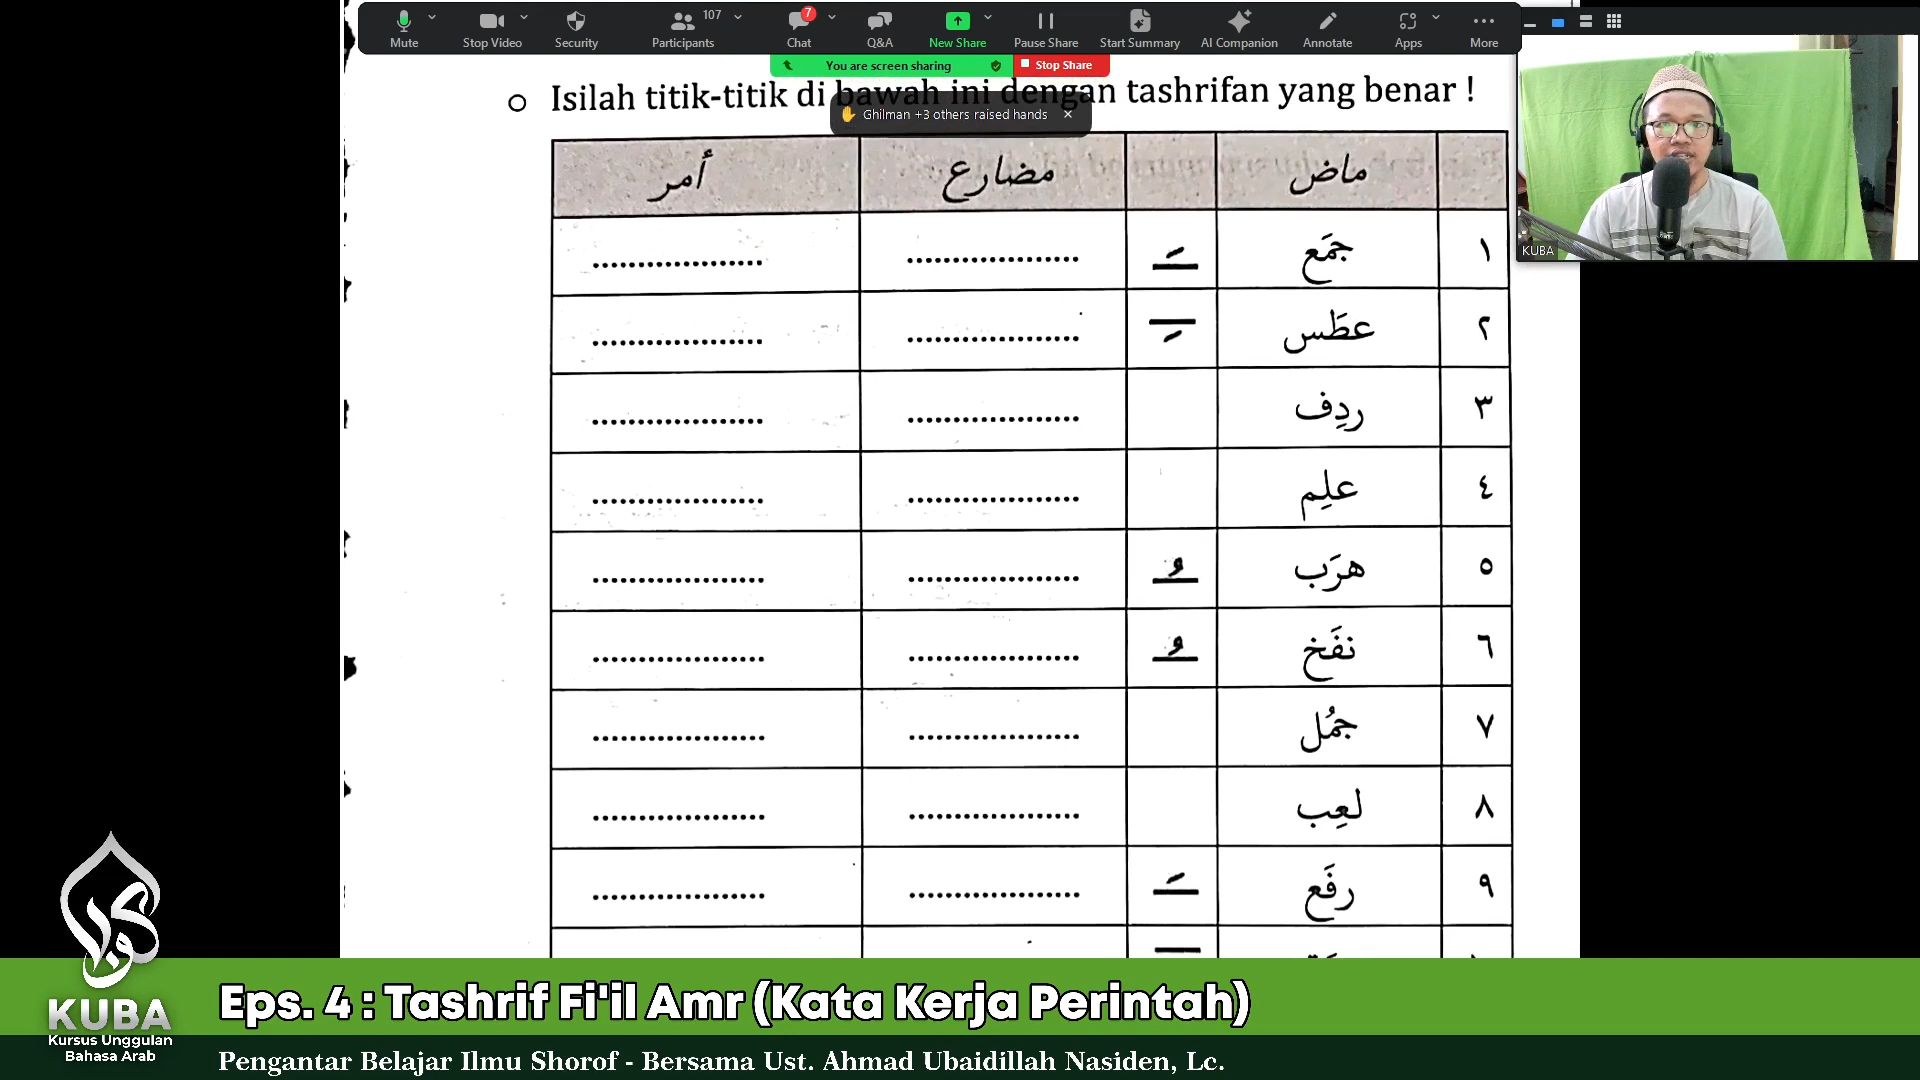 Mute
Stop Video
Security
Participants
107
Chat
7
Q&A
New Share
Pause Share
Start Summary
AI Companion
Annotate
Apps
More
You are screen sharing
Stop Share
Isilah titik-titik di bawah ini dengan tashrifan yang benar !
Ghilman +3 others raised hands
KUBA
ماض مضارع أمر
١ جمَع َ .................. ..................
٢ عطَس ِ .................. ..................
٣ ردِف .................. ..................
٤ علِم .................. ..................
٥ هرَب ُ .................. ..................
٦ نفَخ ُ .................. ..................
٧ جمُل .................. ..................
٨ لعِب .................. ..................
٩ رفَع َ .................. ..................
KUBA
Kursus Unggulan
Bahasa Arab
Eps. 4 : Tashrif Fi'il Amr (Kata Kerja Perintah)
Pengantar Belajar Ilmu Shorof - Bersama Ust. Ahmad Ubaidillah Nasiden, Lc.